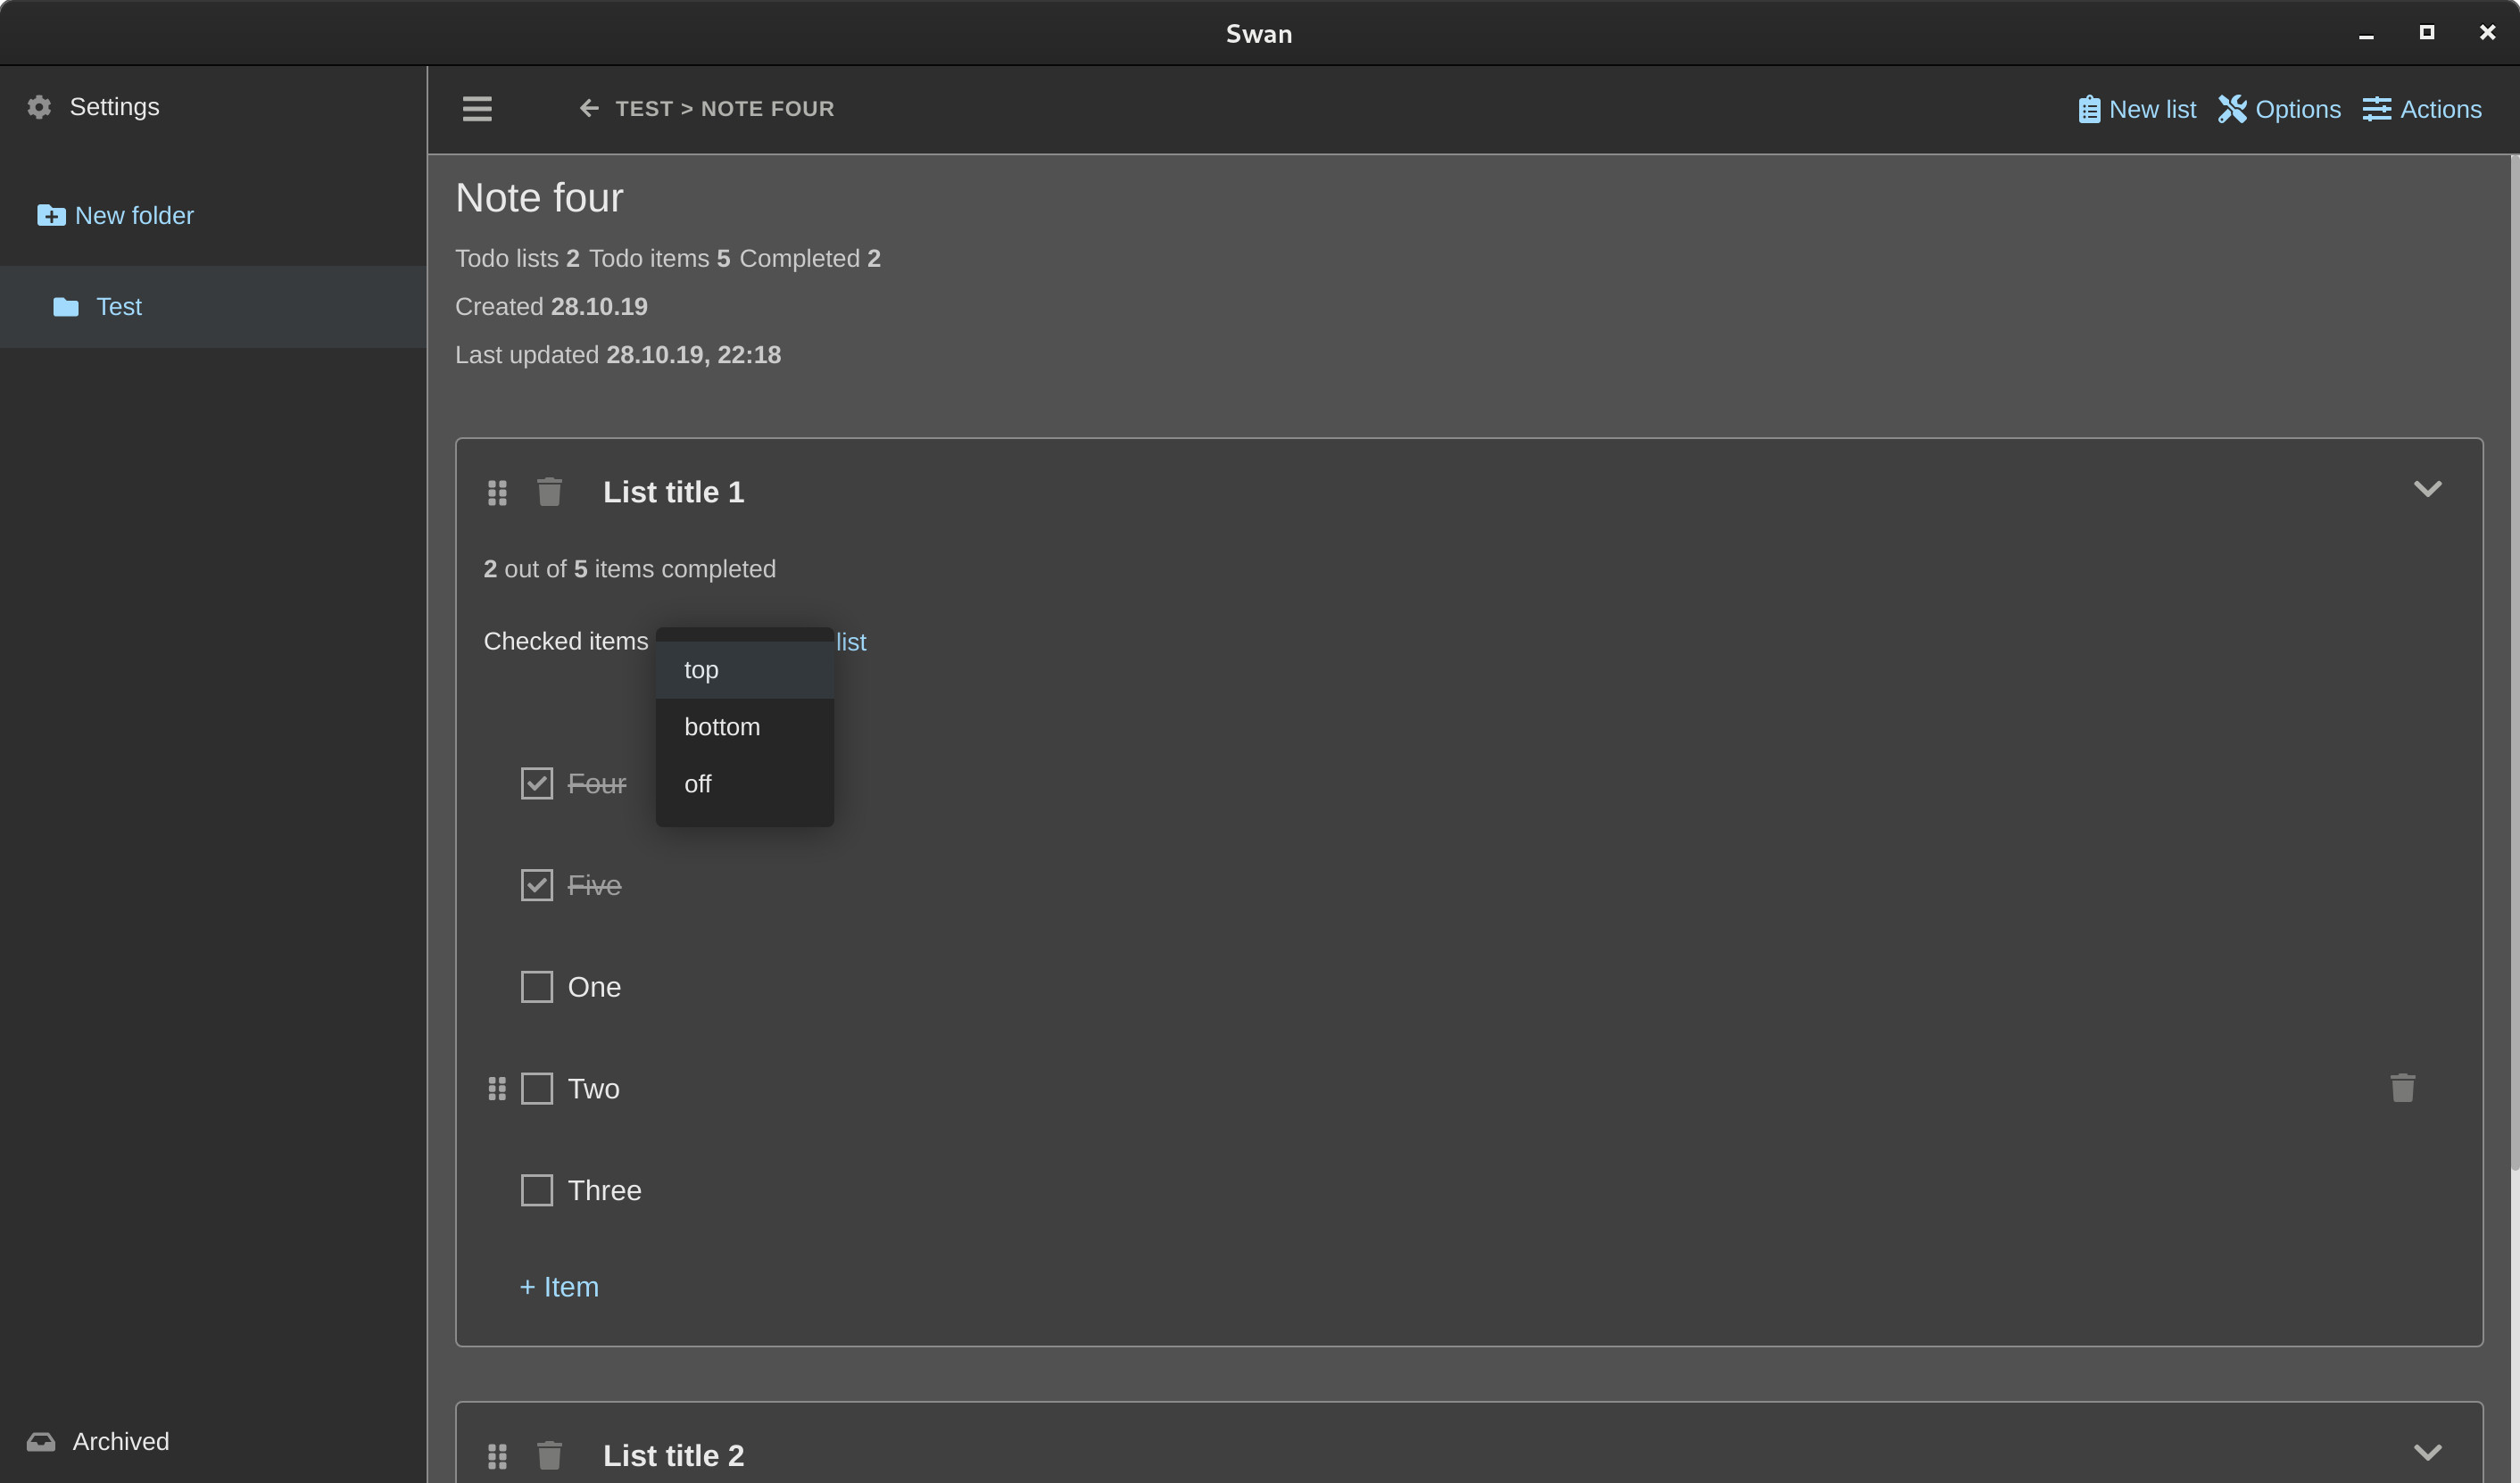 Swan
Settings
TEST > NOTE FOUR
New list Options Actions
New folder
Test
Archived
Note four
Todo lists 2 Todo items 5 Completed 2
Created 28.10.19
Last updated 28.10.19, 22:18
List title 1
2 out of 5 items completed
Checked items list
top
bottom
off
Four
Five
One
Two
Three
+ Item
List title 2